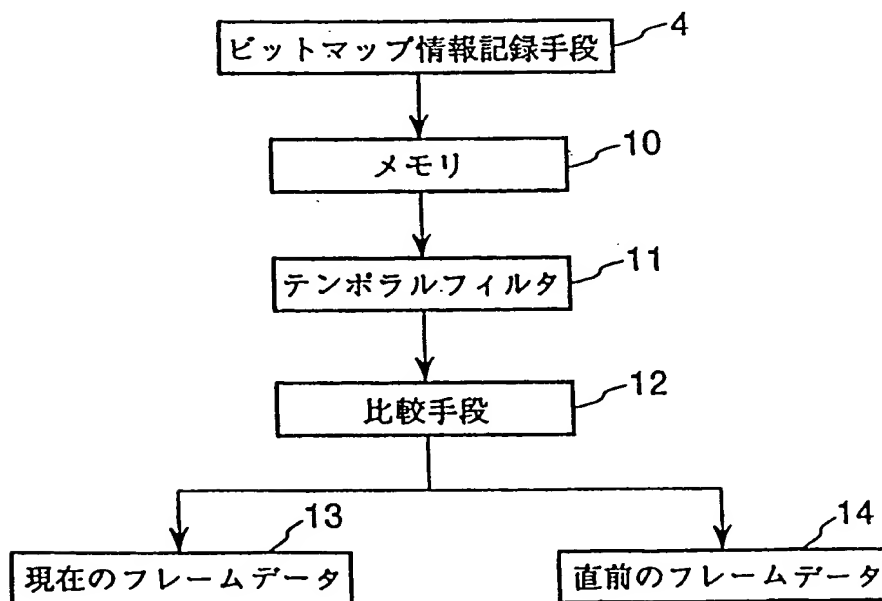 4
ビットマップ情報記録手段
10
メモリ
11
テンポラルフィルタ
12
比較手段
13
現在のフレームデータ
14
直前のフレームデータ